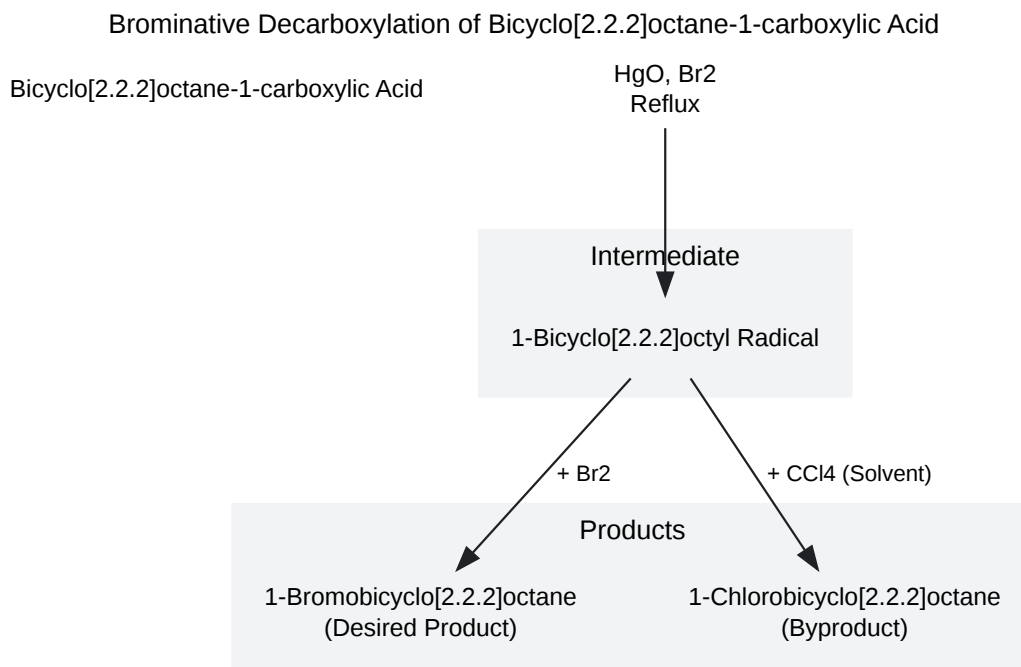 Brominative Decarboxylation of Bicyclo[2.2.2]octane-1-carboxylic Acid
Bicyclo[2.2.2]octane-1-carboxylic Acid
HgO, Br2
Reflux
Intermediate
1-Bicyclo[2.2.2]octyl Radical
+ Br2
+ CCl4 (Solvent)
Products
1-Bromobicyclo[2.2.2]octane
(Desired Product)
1-Chlorobicyclo[2.2.2]octane
(Byproduct)